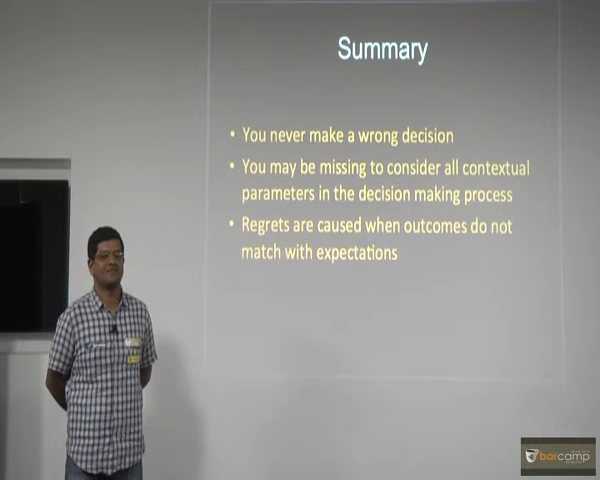 Summary
• You never make a wrong decision
• You may be missing to consider all contextual
parameters in the decision making process
• Regrets are caused when outcomes do not
match with expectations
barcamp